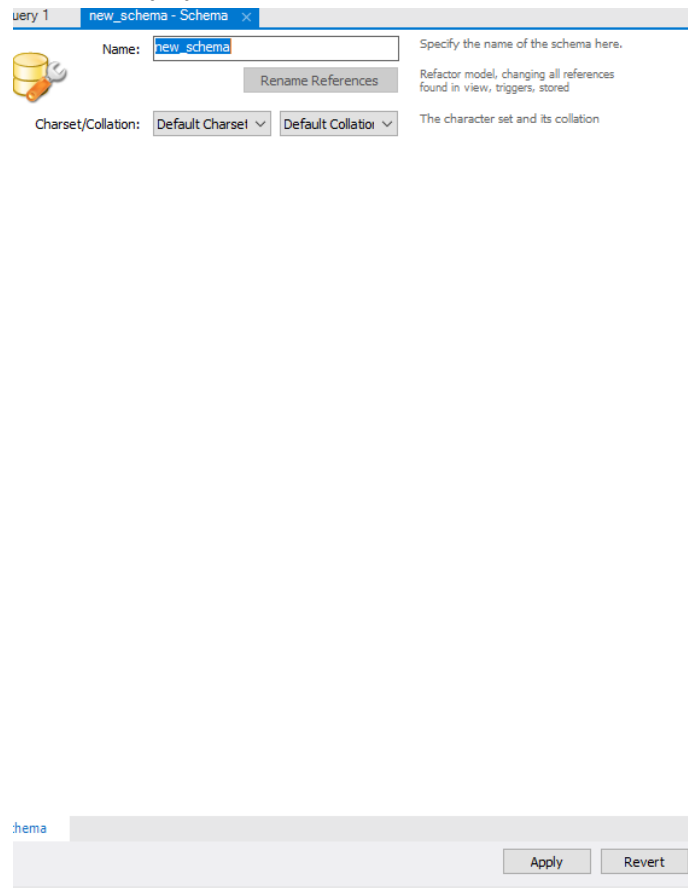 uery 1 new_schema - Schema ×
Name: new_schema Specify the name of the schema here.
Rename References Refactor model, changing all references
found in view, triggers, stored
Charset/Collation: Default Charset Default Collation The character set and its collation
chema
Apply Revert